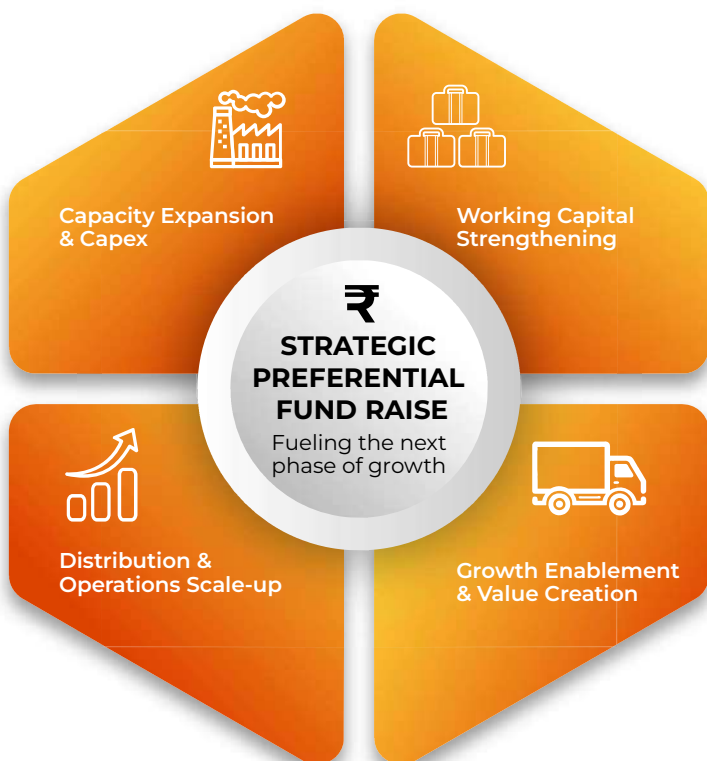 Capacity Expansion
& Capex
Working Capital
Strengthening
₹
STRATEGIC
PREFERENTIAL
FUND RAISE
Fueling the next
phase of growth
Distribution &
Operations Scale-up
Growth Enablement
& Value Creation